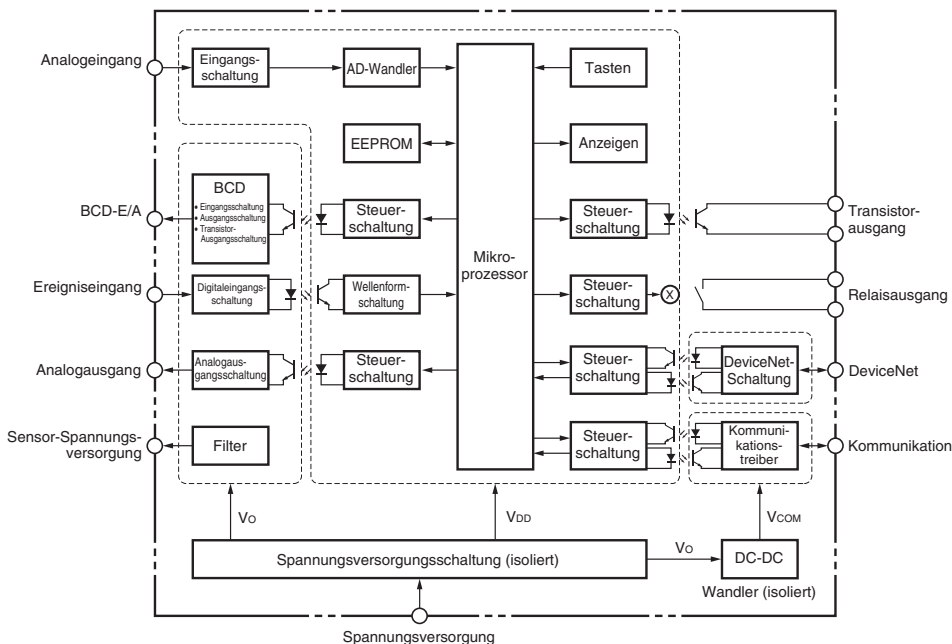 Analogeingang
Eingangs-
schaltung
AD-Wandler
Tasten
EEPROM
Mikro-
prozessor
Anzeigen
BCD-E/A
BCD
• Eingangsschaltung
• Ausgangsschaltung
• Transistor-
Ausgangsschaltung
Steuer-
schaltung
Steuer-
schaltung
Transistor-
ausgang
Ereigniseingang
Digitaleingangs-
schaltung
Wellenform-
schaltung
Steuer-
schaltung
X
Relaisausgang
Analogausgang
Analogaus-
gangsschaltung
Steuer-
schaltung
Steuer-
schaltung
DeviceNet-
Schaltung
DeviceNet
Sensor-Spannungs-
versorgung
Filter
Steuer-
schaltung
Kommuni-
kations-
treiber
Kommunikation
VO
VDD
VCOM
Spannungsversorgungsschaltung (isoliert)
VO
DC-DC
Wandler (isoliert)
Spannungsversorgung